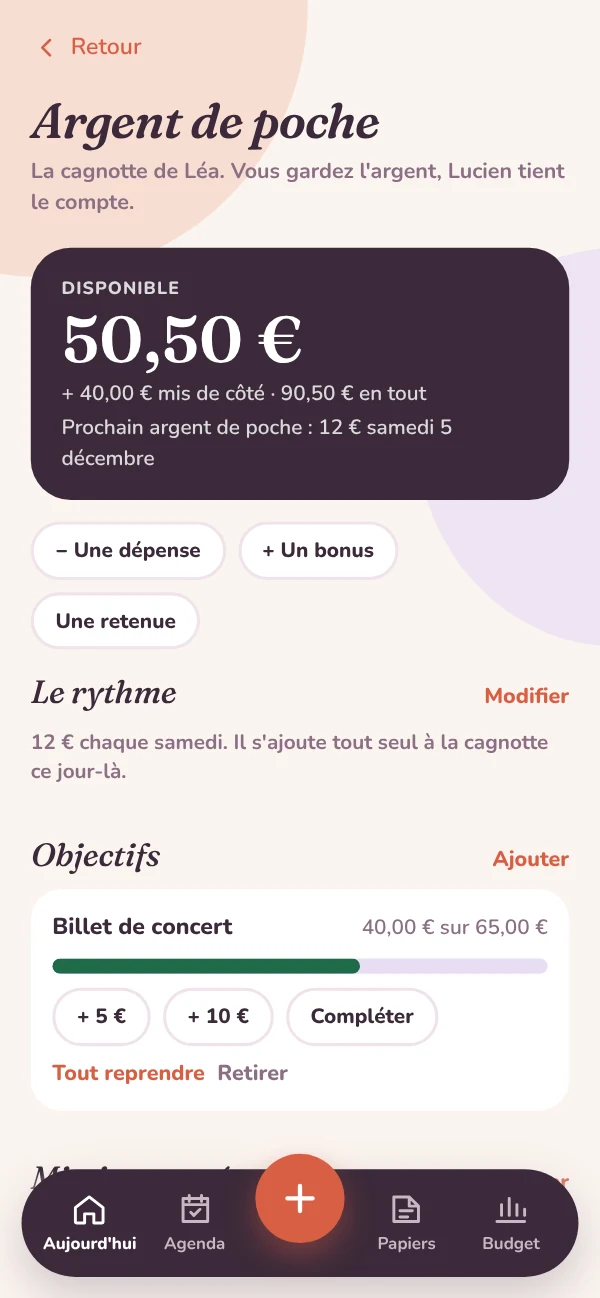 Retour
Argent de poche
La cagnotte de Léa. Vous gardez l'argent, Lucien tient
le compte.
DISPONIBLE
50,50 €
+ 40,00 € mis de côté · 90,50 € en tout
Prochain argent de poche : 12 € samedi 5
décembre
− Une dépense
+ Un bonus
Une retenue
Le rythme
Modifier
12 € chaque samedi. Il s'ajoute tout seul à la cagnotte
ce jour-là.
Objectifs
Ajouter
Billet de concert
40,00 € sur 65,00 €
+ 5 €
+ 10 €
Compléter
Tout reprendre
Retirer
Aujourd'hui
Agenda
Papiers
Budget